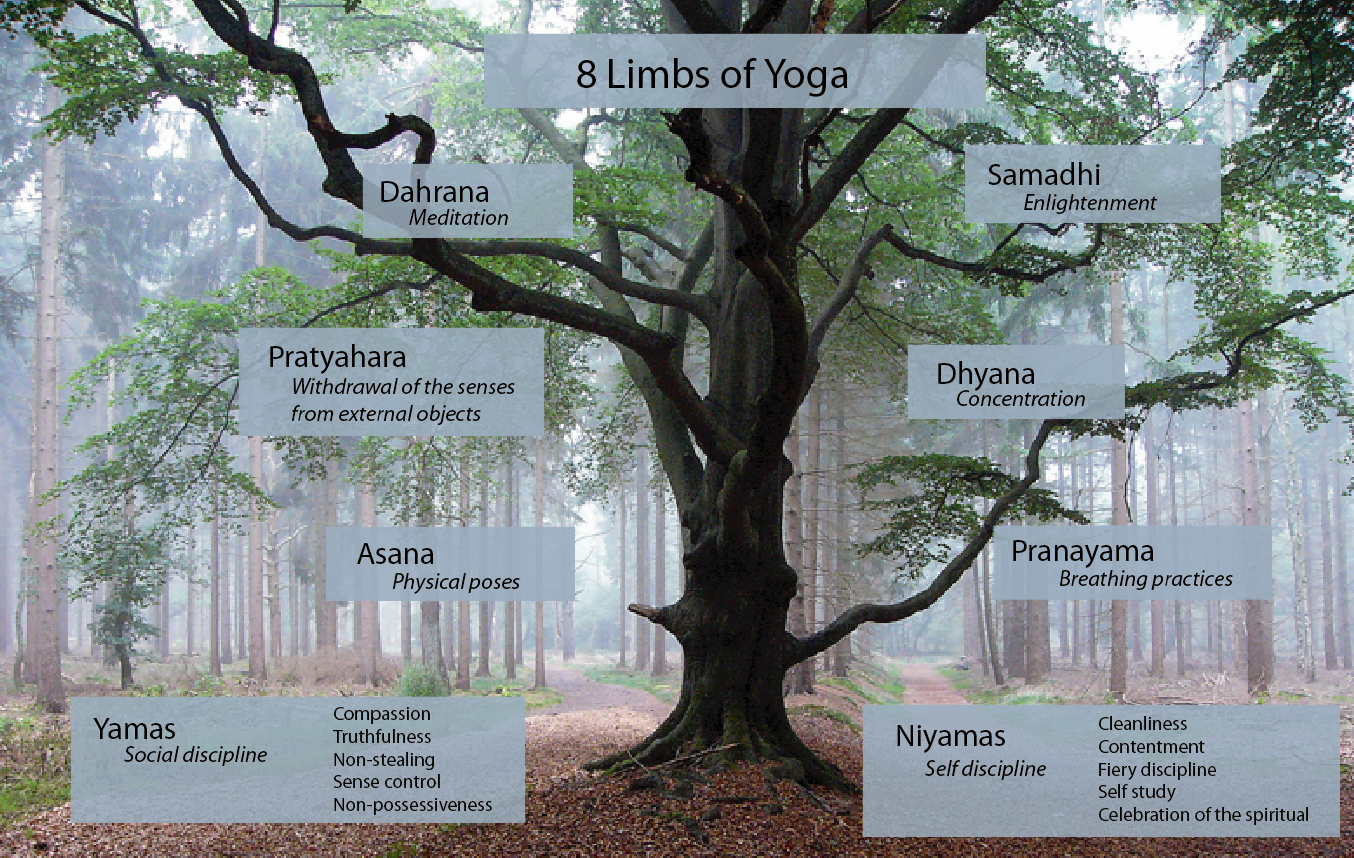 8 Limbs of Yoga
Dahrana
Meditation
Samadhi
Enlightenment
Pratyahara
Withdrawal of the senses
from external objects
Dhyana
Concentration
Asana
Physical poses
Pranayama
Breathing practices
Yamas
Social discipline
Compassion
Truthfulness
Non-stealing
Sense control
Non-possessiveness
Niyamas
Self discipline
Cleanliness
Contentment
Fiery discipline
Self study
Celebration of the spiritual